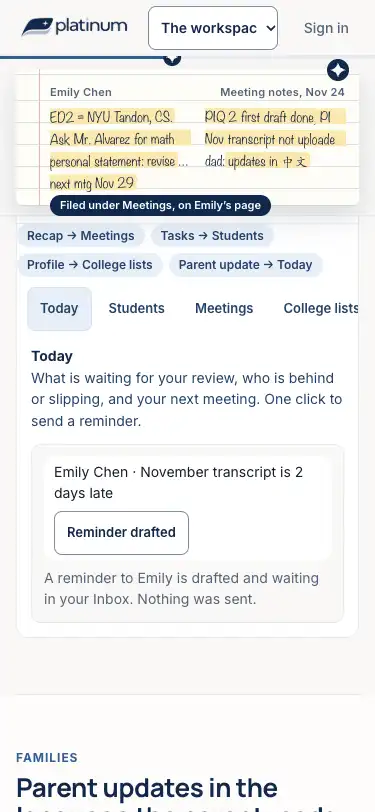 platinum
The workspac
Sign in
Emily Chen
Meeting notes, Nov 24
ED2 = NYU Tandon, CS.
Ask Mr. Alvarez for math
personal statement: revise ...
next mtg Nov 29
PIQ 2 first draft done. PI
Nov transcript not uploade
dad: updates in 中文
Filed under Meetings, on Emily's page
Recap → Meetings
Tasks → Students
Profile → College lists
Parent update → Today
Today
Students
Meetings
College lists
Today
What is waiting for your review, who is behind
or slipping, and your next meeting. One click to
send a reminder.
Emily Chen · November transcript is 2
days late
Reminder drafted
A reminder to Emily is drafted and waiting
in your Inbox. Nothing was sent.
FAMILIES
Parent updates in the